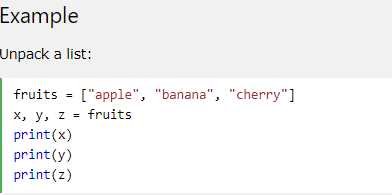 Example
Unpack a list:
fruits = ["apple", "banana", "cherry"]
x, y, z = fruits
print(x)
print(y)
print(z)